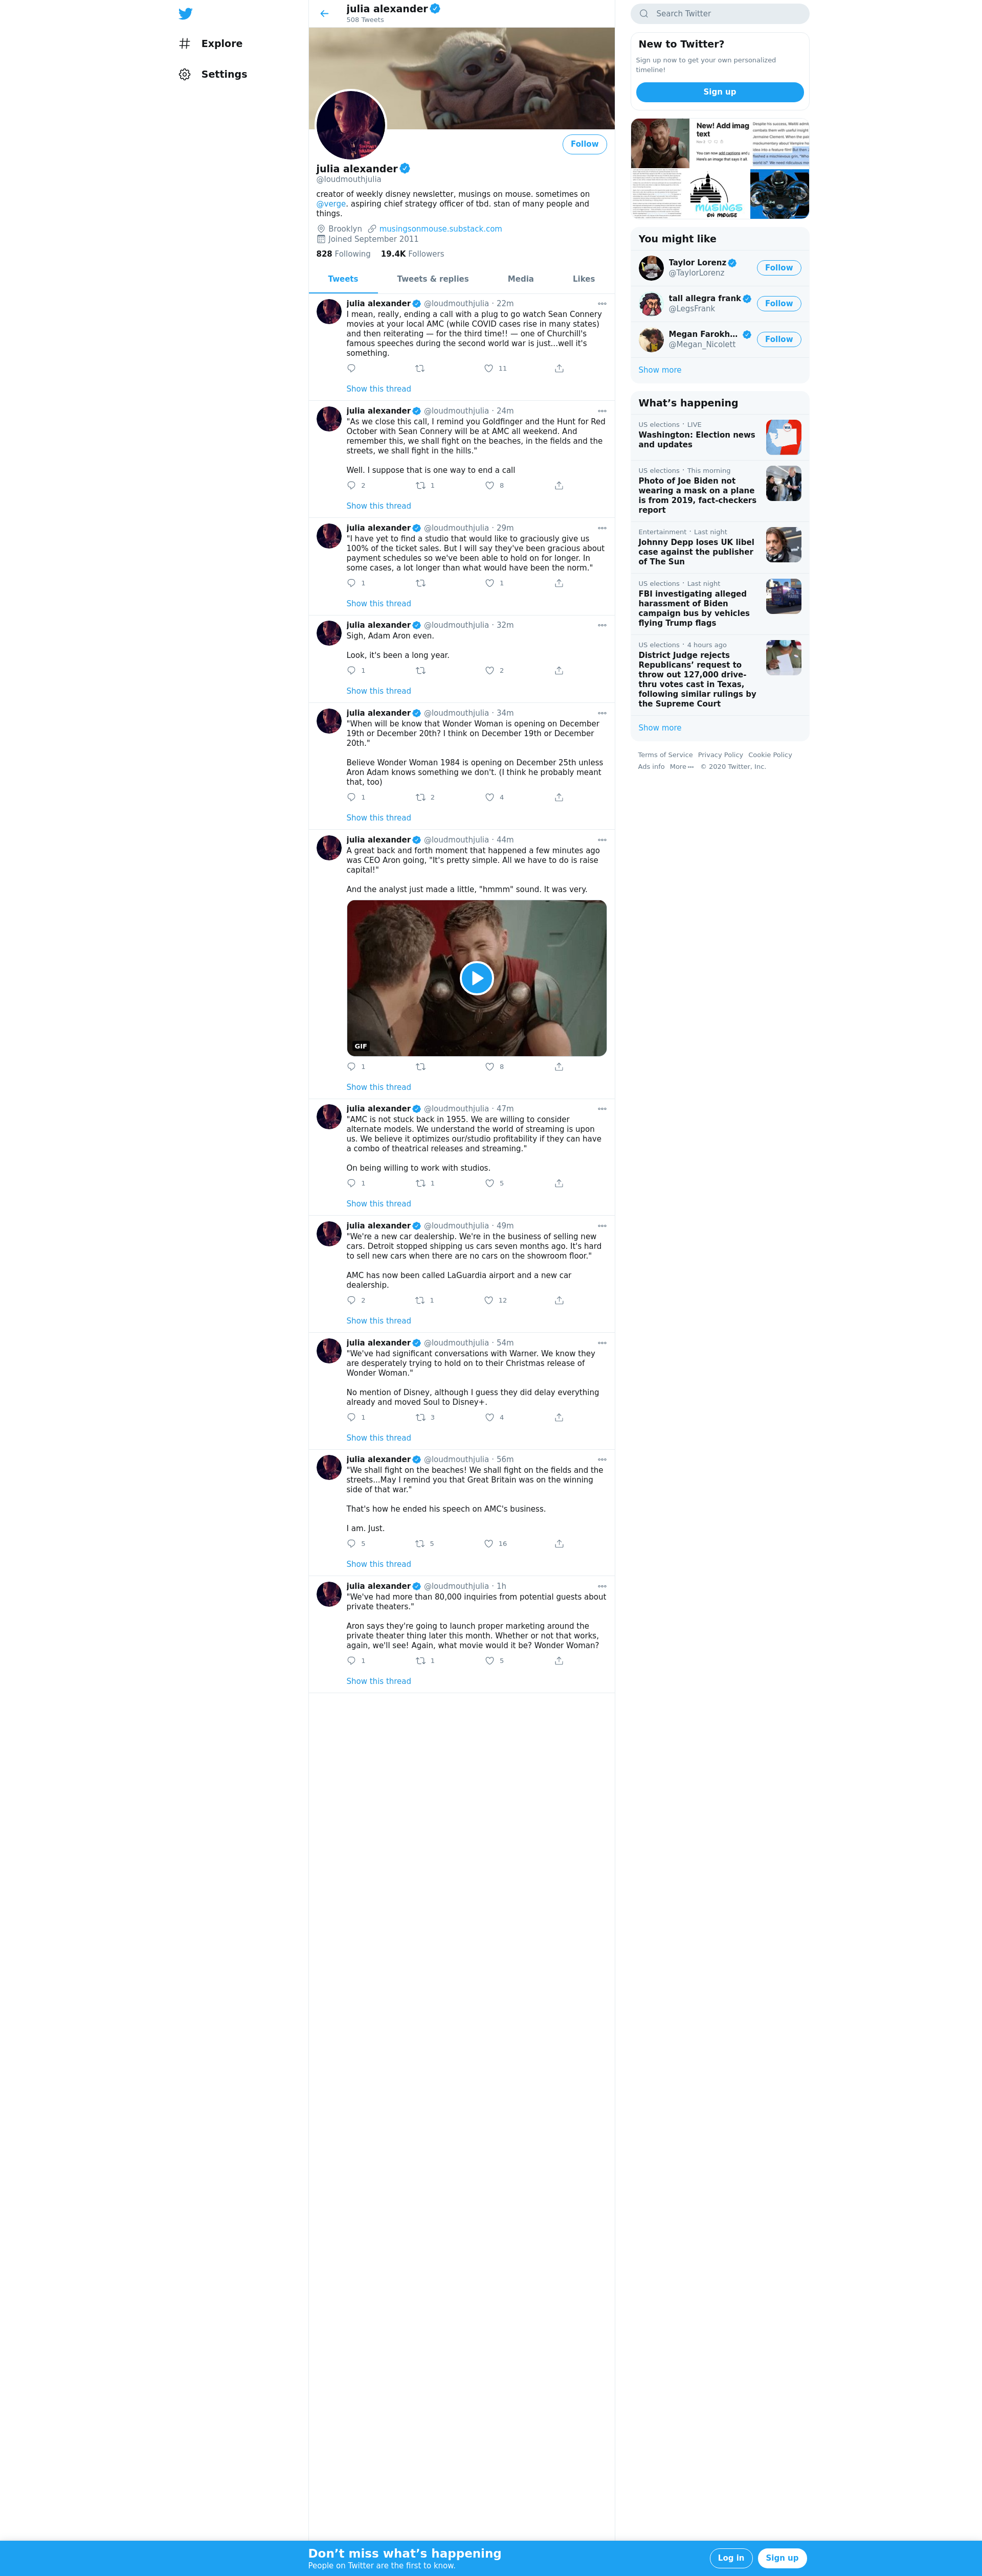 Explore
Settings
julia alexander
508 Tweets
Follow
julia alexander
@loudmouthjulia
creator of weekly disney newsletter, musings on mouse. sometimes on
@verge. aspiring chief strategy officer of tbd. stan of many people and
things.
Brooklyn musingsonmouse.substack.com
Joined September 2011
828 Following 19.4K Followers
Tweets Tweets & replies Media Likes
julia alexander @loudmouthjulia · 22m
I mean, really, ending a call with a plug to go watch Sean Connery
movies at your local AMC (while COVID cases rise in many states)
and then reiterating — for the third time!! — one of Churchill's
famous speeches during the second world war is just...well it's
something.
11
Show this thread
julia alexander @loudmouthjulia · 24m
"As we close this call, I remind you Goldfinger and the Hunt for Red
October with Sean Connery will be at AMC all weekend. And
remember this, we shall fight on the beaches, in the fields and the
streets, we shall fight in the hills."
Well. I suppose that is one way to end a call
2 1 8
Show this thread
julia alexander @loudmouthjulia · 29m
"I have yet to find a studio that would like to graciously give us
100% of the ticket sales. But I will say they've been gracious about
payment schedules so we've been able to hold on for longer. In
some cases, a lot longer than what would have been the norm."
1 1
Show this thread
julia alexander @loudmouthjulia · 32m
Sigh, Adam Aron even.
Look, it's been a long year.
1 2
Show this thread
julia alexander @loudmouthjulia · 34m
"When will be know that Wonder Woman is opening on December
19th or December 20th? I think on December 19th or December
20th."
Believe Wonder Woman 1984 is opening on December 25th unless
Aron Adam knows something we don't. (I think he probably meant
that, too)
1 2 4
Show this thread
julia alexander @loudmouthjulia · 44m
A great back and forth moment that happened a few minutes ago
was CEO Aron going, "It's pretty simple. All we have to do is raise
capital!"
And the analyst just made a little, "hmmm" sound. It was very.
GIF
1 8
Show this thread
julia alexander @loudmouthjulia · 47m
"AMC is not stuck back in 1955. We are willing to consider
alternate models. We understand the world of streaming is upon
us. We believe it optimizes our/studio profitability if they can have
a combo of theatrical releases and streaming."
On being willing to work with studios.
1 1 5
Show this thread
julia alexander @loudmouthjulia · 49m
"We're a new car dealership. We're in the business of selling new
cars. Detroit stopped shipping us cars seven months ago. It's hard
to sell new cars when there are no cars on the showroom floor."
AMC has now been called LaGuardia airport and a new car
dealership.
2 1 12
Show this thread
julia alexander @loudmouthjulia · 54m
"We've had significant conversations with Warner. We know they
are desperately trying to hold on to their Christmas release of
Wonder Woman."
No mention of Disney, although I guess they did delay everything
already and moved Soul to Disney+.
1 3 4
Show this thread
julia alexander @loudmouthjulia · 56m
"We shall fight on the beaches! We shall fight on the fields and the
streets...May I remind you that Great Britain was on the winning
side of that war."
That's how he ended his speech on AMC's business.
I am. Just.
5 5 16
Show this thread
julia alexander @loudmouthjulia · 1h
"We've had more than 80,000 inquiries from potential guests about
private theaters."
Aron says they're going to launch proper marketing around the
private theater thing later this month. Whether or not that works,
again, we'll see! Again, what movie would it be? Wonder Woman?
1 1 5
Show this thread
Search Twitter
New to Twitter?
Sign up now to get your own personalized
timeline!
Sign up
New! Add imag
text
MUSINGS
ON MOUSE
You might like
Taylor Lorenz
@TaylorLorenz
Follow
tall allegra frank
@LegsFrank
Follow
Megan Farokh...
@Megan_Nicolett
Follow
Show more
What's happening
US elections · LIVE
Washington: Election news
and updates
US elections · This morning
Photo of Joe Biden not
wearing a mask on a plane
is from 2019, fact-checkers
report
Entertainment · Last night
Johnny Depp loses UK libel
case against the publisher
of The Sun
US elections · Last night
FBI investigating alleged
harassment of Biden
campaign bus by vehicles
flying Trump flags
US elections · 4 hours ago
District Judge rejects
Republicans' request to
throw out 127,000 drive-
thru votes cast in Texas,
following similar rulings by
the Supreme Court
Show more
Terms of Service Privacy Policy Cookie Policy
Ads info More ··· © 2020 Twitter, Inc.
Don't miss what's happening
People on Twitter are the first to know.
Log in Sign up